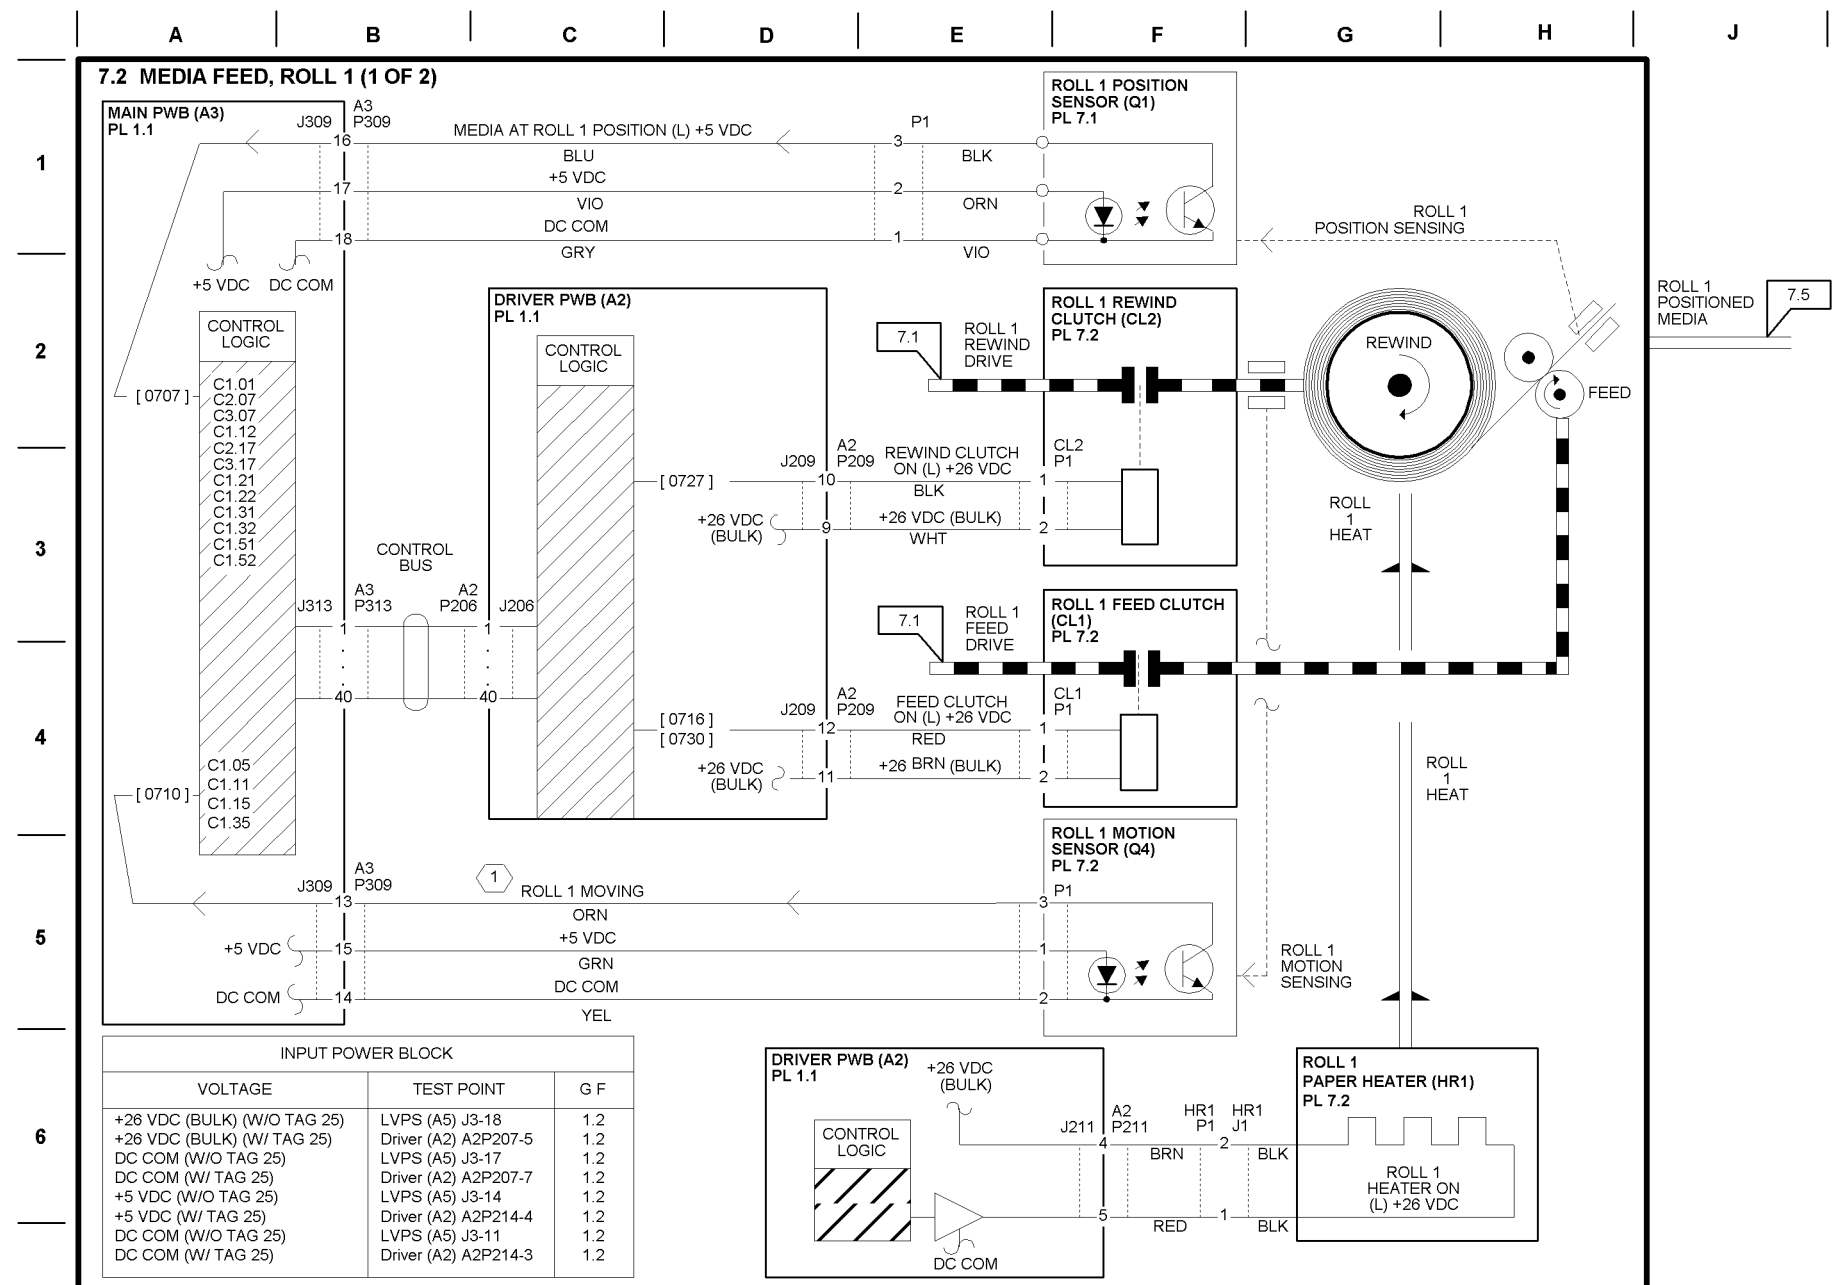 A B C D E F G H J
7.2 MEDIA FEED, ROLL 1 (1 OF 2)
1
2
3
4
5
6
MAIN PWB (A3)
PL 1.1
J309
A3
P309
16
MEDIA AT ROLL 1 POSITION (L) +5 VDC
BLU
P1
3
BLK
17
+5 VDC
VIO
2
ORN
18
DC COM
GRY
1
VIO
ROLL 1 POSITION
SENSOR (Q1)
PL 7.1
ROLL 1
POSITION SENSING
+5 VDC
DC COM
CONTROL
LOGIC
[ 0707 ]
C1.01
C2.07
C3.07
C1.12
C2.17
C3.17
C1.21
C1.22
C1.31
C1.32
C1.51
C1.52
[ 0710 ]
C1.05
C1.11
C1.15
C1.35
DRIVER PWB (A2)
PL 1.1
CONTROL
LOGIC
7.1
ROLL 1
REWIND
DRIVE
ROLL 1 REWIND
CLUTCH (CL2)
PL 7.2
REWIND
FEED
ROLL 1
POSITIONED
MEDIA
7.5
[ 0727 ]
J209
A2
P209
10
REWIND CLUTCH
ON (L) +26 VDC
BLK
CL2
P1
1
+26 VDC
(BULK)
9
+26 VDC (BULK)
WHT
2
ROLL
1
HEAT
CONTROL
BUS
J313
A3
P313
A2
P206
J206
1
1
40
40
7.1
ROLL 1
FEED
DRIVE
ROLL 1 FEED CLUTCH
(CL1)
PL 7.2
[ 0716 ]
[ 0730 ]
J209
A2
P209
12
FEED CLUTCH
ON (L) +26 VDC
RED
CL1
P1
1
+26 VDC
(BULK)
11
+26 BRN (BULK)
2
ROLL
1
HEAT
ROLL 1 MOTION
SENSOR (Q4)
PL 7.2
J309
A3
P309
1
13
ROLL 1 MOVING
ORN
P1
3
+5 VDC
15
+5 VDC
GRN
1
DC COM
14
DC COM
YEL
2
ROLL 1
MOTION
SENSING
INPUT POWER BLOCK
VOLTAGE TEST POINT G F
+26 VDC (BULK) (W/O TAG 25) LVPS (A5) J3-18 1.2
+26 VDC (BULK) (W/ TAG 25) Driver (A2) A2P207-5 1.2
DC COM (W/O TAG 25) LVPS (A5) J3-17 1.2
DC COM (W/ TAG 25) Driver (A2) A2P207-7 1.2
+5 VDC (W/O TAG 25) LVPS (A5) J3-14 1.2
+5 VDC (W/ TAG 25) Driver (A2) A2P214-4 1.2
DC COM (W/O TAG 25) LVPS (A5) J3-11 1.2
DC COM (W/ TAG 25) Driver (A2) A2P214-3 1.2
DRIVER PWB (A2)
PL 1.1
+26 VDC
(BULK)
CONTROL
LOGIC
DC COM
J211
A2
P211
4
BRN
HR1
P1
HR1
J1
2
BLK
5
RED
1
BLK
ROLL 1
PAPER HEATER (HR1)
PL 7.2
ROLL 1
HEATER ON
(L) +26 VDC